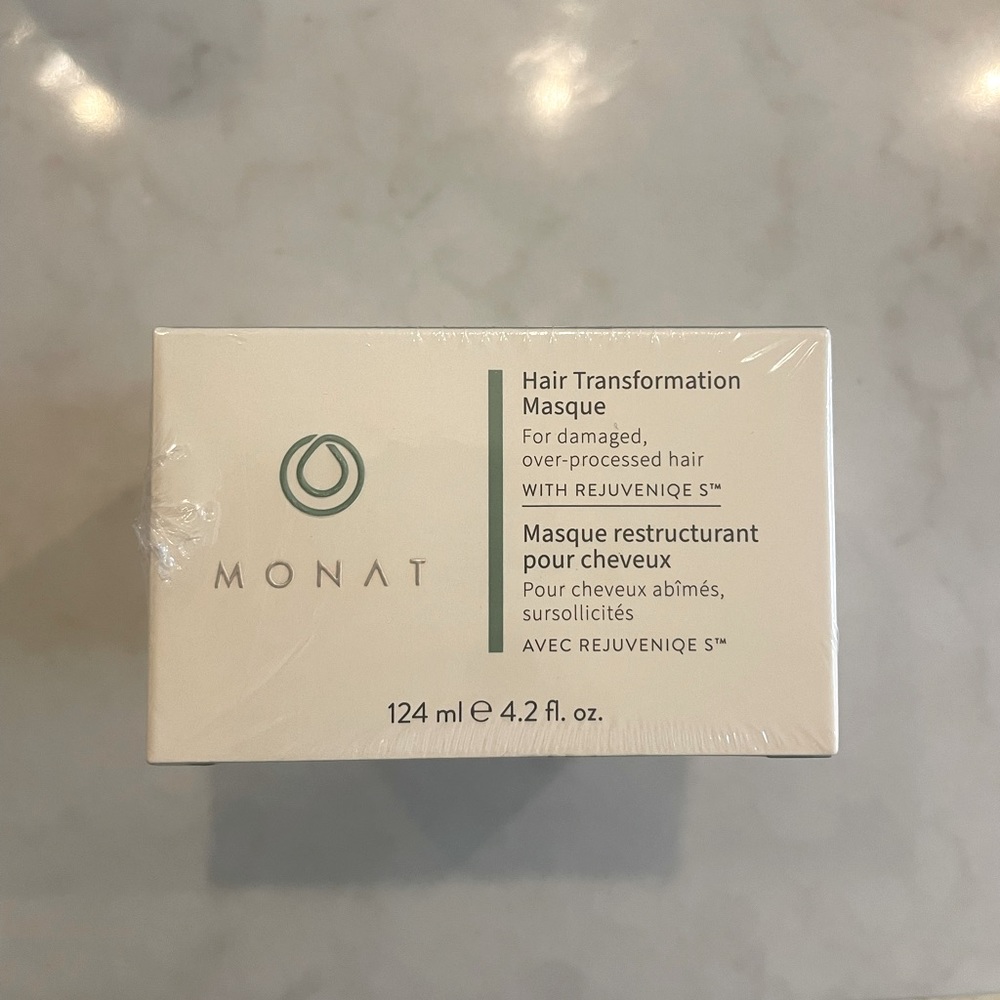 MONAT
Hair Transformation
Masque
For damaged,
over-processed hair
WITH REJUVENIQE S™
Masque restructurant
pour cheveux
Pour cheveux abîmés,
sursollicités
AVEC REJUVENIQE S™
124 ml ℮ 4.2 fl. oz.